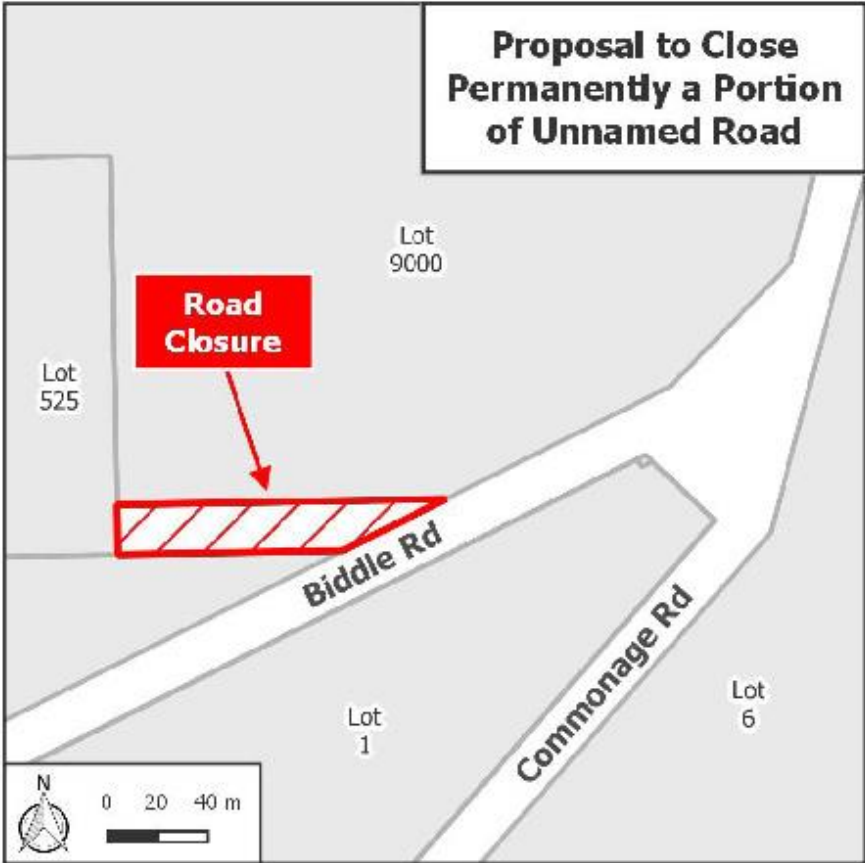 Proposal to Close
Permanently a Portion
of Unnamed Road
Lot
9000
Road
Closure
Lot
525
Biddle Rd
Commonage Rd
Lot
6
Lot
1
N
0 20 40 m